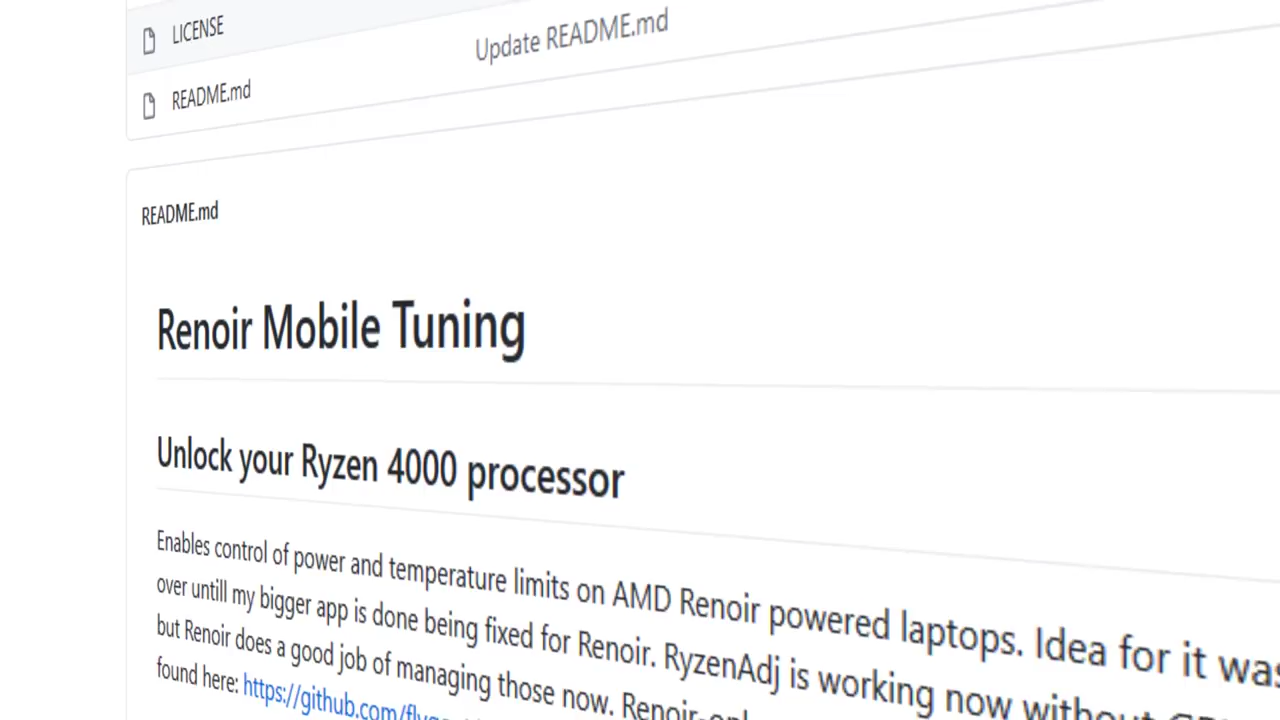 LICENSE
Update README.md
README.md
README.md
Renoir Mobile Tuning
Unlock your Ryzen 4000 processor
Enables control of power and temperature limits on AMD Renoir powered laptops. Idea for it was
over untill my bigger app is done being fixed for Renoir. RyzenAdj is working now without
but Renoir does a good job of managing those now.
found here: https://github.com/